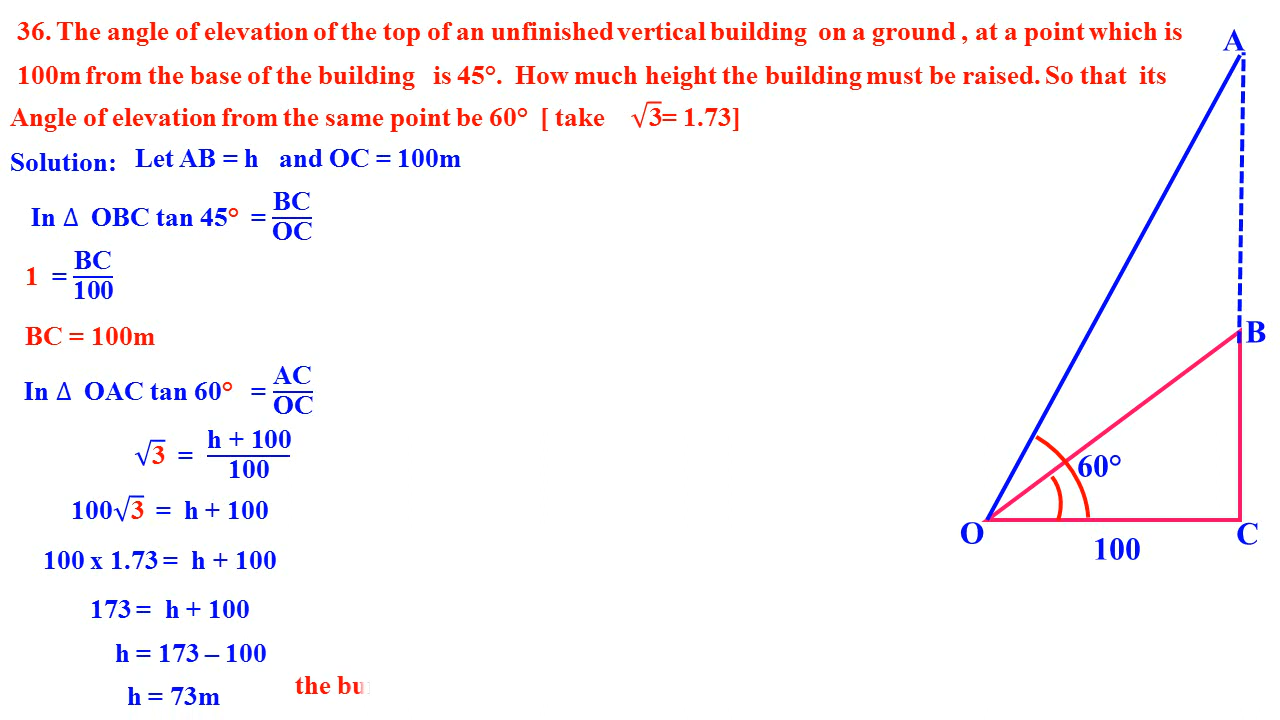 36. The angle of elevation of the top of an unfinished vertical building on a ground , at a point which is
100m from the base of the building is 45°. How much height the building must be raised. So that its
Angle of elevation from the same point be 60° [ take √3= 1.73]
Solution: Let AB = h and OC = 100m
In Δ OBC tan 45° = BC/OC
1 = BC/100
BC = 100m
In Δ OAC tan 60° = AC/OC
√3 = h + 100/100
100√3 = h + 100
100 x 1.73 = h + 100
173 = h + 100
h = 173 – 100
h = 73m
the
A
B
60°
O
C
100